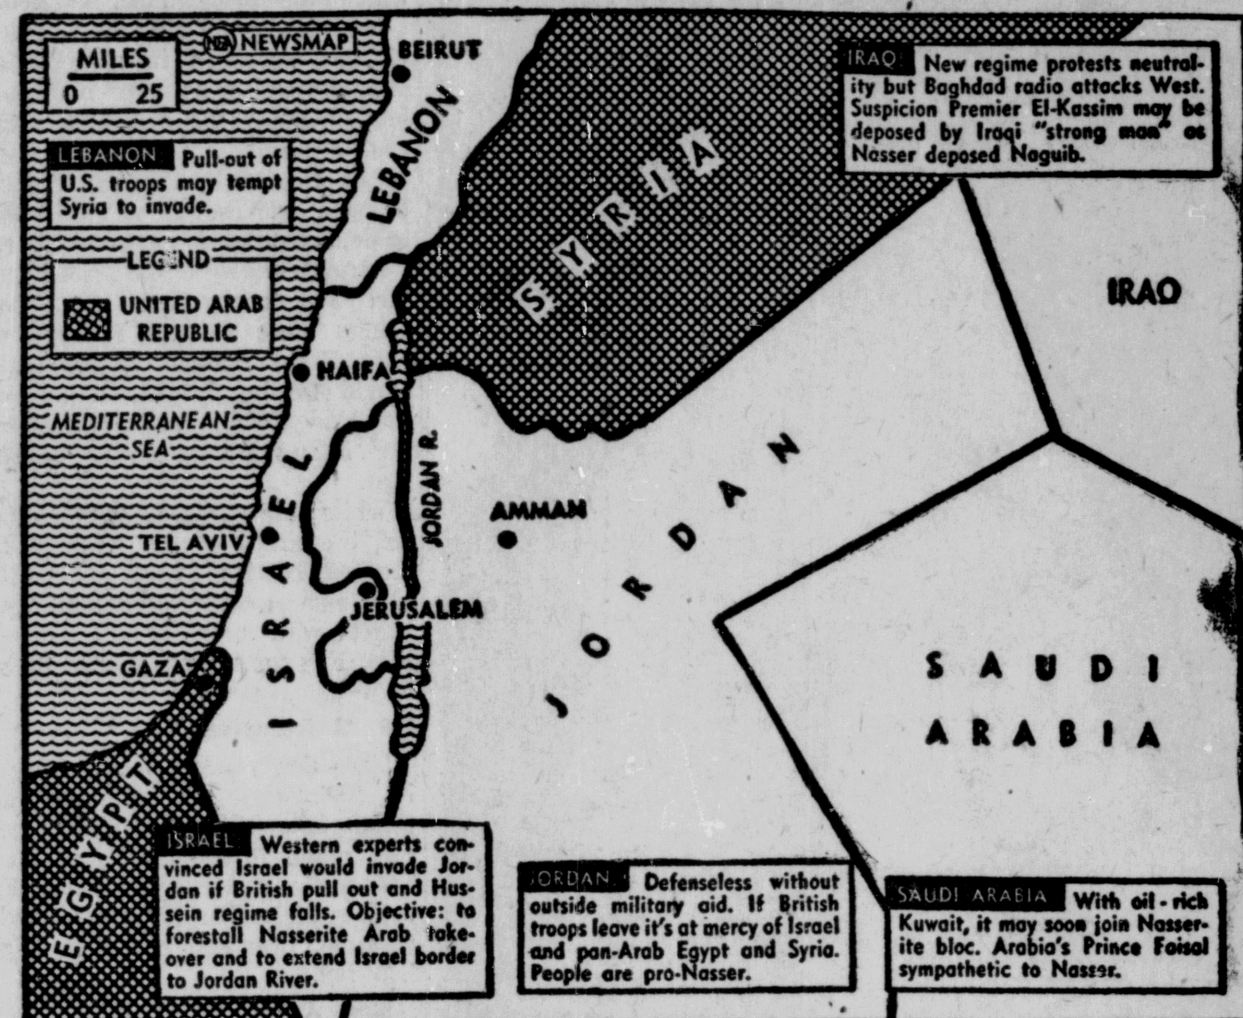 NEA NEWSMAP
MILES
0 25
BEIRUT
LEBANON
LEBANON Pull-out of
U.S. troops may tempt
Syria to invade.
LEGEND
UNITED ARAB
REPUBLIC
SYRIA
IRAQ New regime protests neutral-
ity but Baghdad radio attacks West.
Suspicion Premier El-Kassim may be
deposed by Iraqi "strong man" as
Nasser deposed Naguib.
IRAQ
HAIFA
MEDITERRANEAN
SEA
JORDAN R.
ISRAEL
TEL AVIV
AMMAN
JORDAN
JERUSALEM
GAZA
SAUDI
ARABIA
EGYPT
ISRAEL Western experts con-
vinced Israel would invade Jor-
dan if British pull out and Hus-
sein regime falls. Objective: to
forestall Nasserite Arab take-
over and to extend Israel border
to Jordan River.
JORDAN Defenseless without
outside military aid. If British
troops leave it's at mercy of Israel
and pan-Arab Egypt and Syria.
People are pro-Nasser.
SAUDI ARABIA With oil-rich
Kuwait, it may soon join Nasser-
ite bloc. Arabia's Prince Faisal
sympathetic to Nasser.